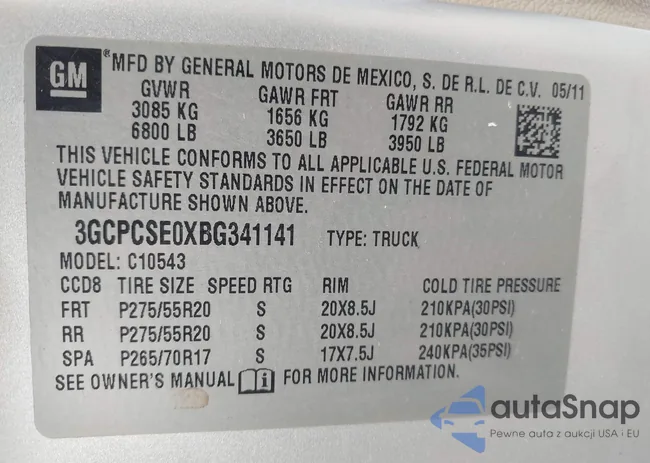 GM
®MFD BY GENERAL MOTORS DE MEXICO, S. DE R.L. DE C.V. 05/11
GVWR GAWR FRT GAWR RR
3085 KG 1656 KG 1792 KG
6800 LB 3650 LB 3950 LB
THIS VEHICLE CONFORMS TO ALL APPLICABLE U.S. FEDERAL MOTOR
VEHICLE SAFETY STANDARDS IN EFFECT ON THE DATE OF
MANUFACTURE SHOWN ABOVE.
3GCPCSE0XBG341141 TYPE: TRUCK
MODEL: C10543
CCD8 TIRE SIZE SPEED RTG RIM COLD TIRE PRESSURE
FRT P275/55R20 S 20X8.5J 210KPA(30PSI)
RR P275/55R20 S 20X8.5J 210KPA(30PSI)
SPA P265/70R17 S 17X7.5J 240KPA(35PSI)
SEE OWNER'S MANUAL i FOR MORE INFORMATION.
autaSnap
Pewne auta z aukcji USA i EU